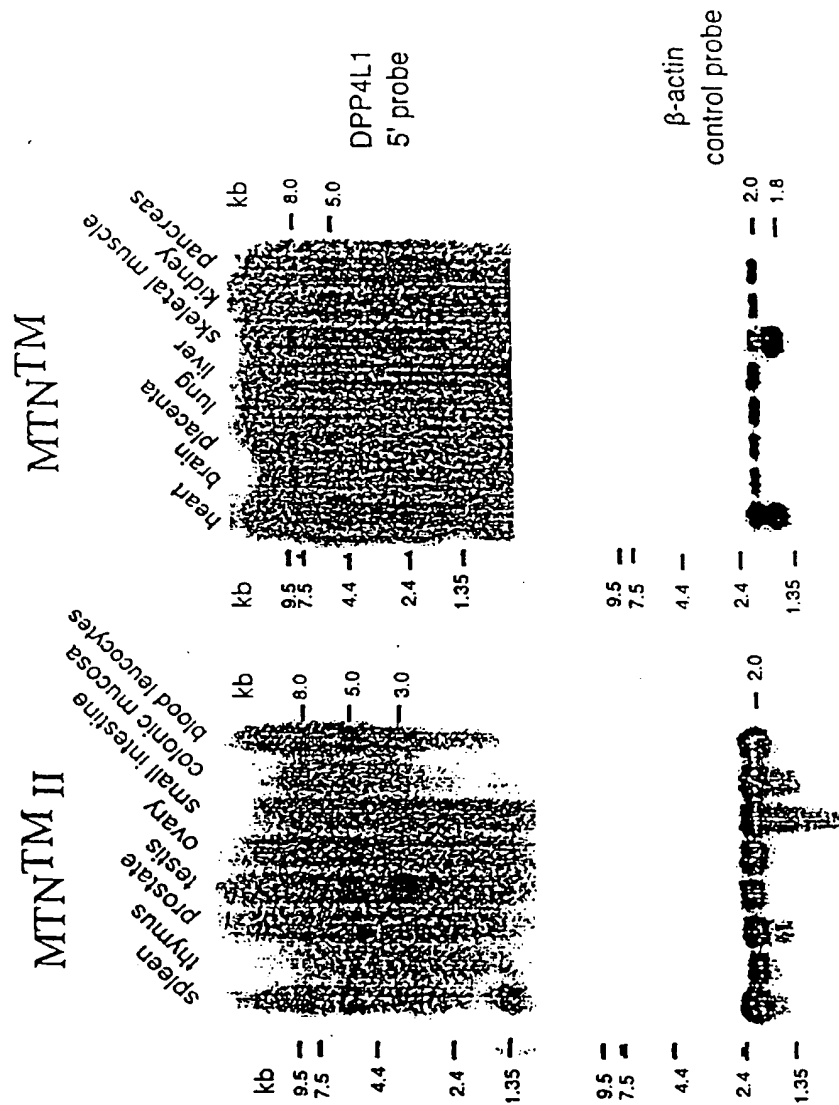 MTN™ II
spleen
thymus
prostate
testis
ovary
small intestine
colonic mucosa
blood leucocytes
kb
9.5
7.5
4.4
2.4
1.35
kb
8.0
5.0
3.0
MTN™
heart
brain
placenta
lung
liver
skeletal muscle
kidney
pancreas
kb
9.5
7.5
4.4
2.4
1.35
kb
8.0
5.0
DPP4L1
5' probe
9.5
7.5
4.4
2.4
1.35
2.0
9.5
7.5
4.4
2.4
1.35
2.0
1.8
β-actin
control probe